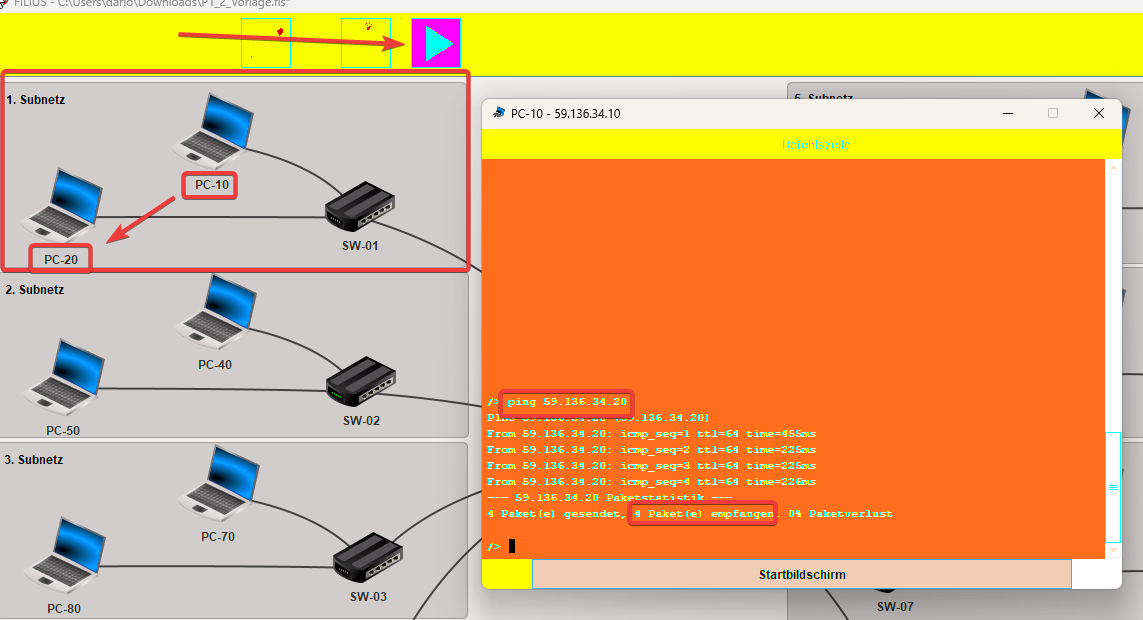 FILIUS - C:\Users\dario\Downloads\PT_2_Vorlage.fls*
1. Subnetz
PC-10
PC-20
SW-01
2. Subnetz
PC-40
PC-50
SW-02
3. Subnetz
PC-70
PC-80
SW-03
5. Subnetz
PC-10 - 59.136.34.10
Befehlszeile
/> ping 59.136.34.20
PING 59.136.34.20 (59.136.34.20)
From 59.136.34.20: icmp_seq=1 ttl=64 time=455ms
From 59.136.34.20: icmp_seq=2 ttl=64 time=225ms
From 59.136.34.20: icmp_seq=3 ttl=64 time=225ms
From 59.136.34.20: icmp_seq=4 ttl=64 time=226ms
--- 59.136.34.20 Paketstatistik ---
4 Paket(e) gesendet, 4 Paket(e) empfangen, 0% Paketverlust
/>
Startbildschirm
SW-07